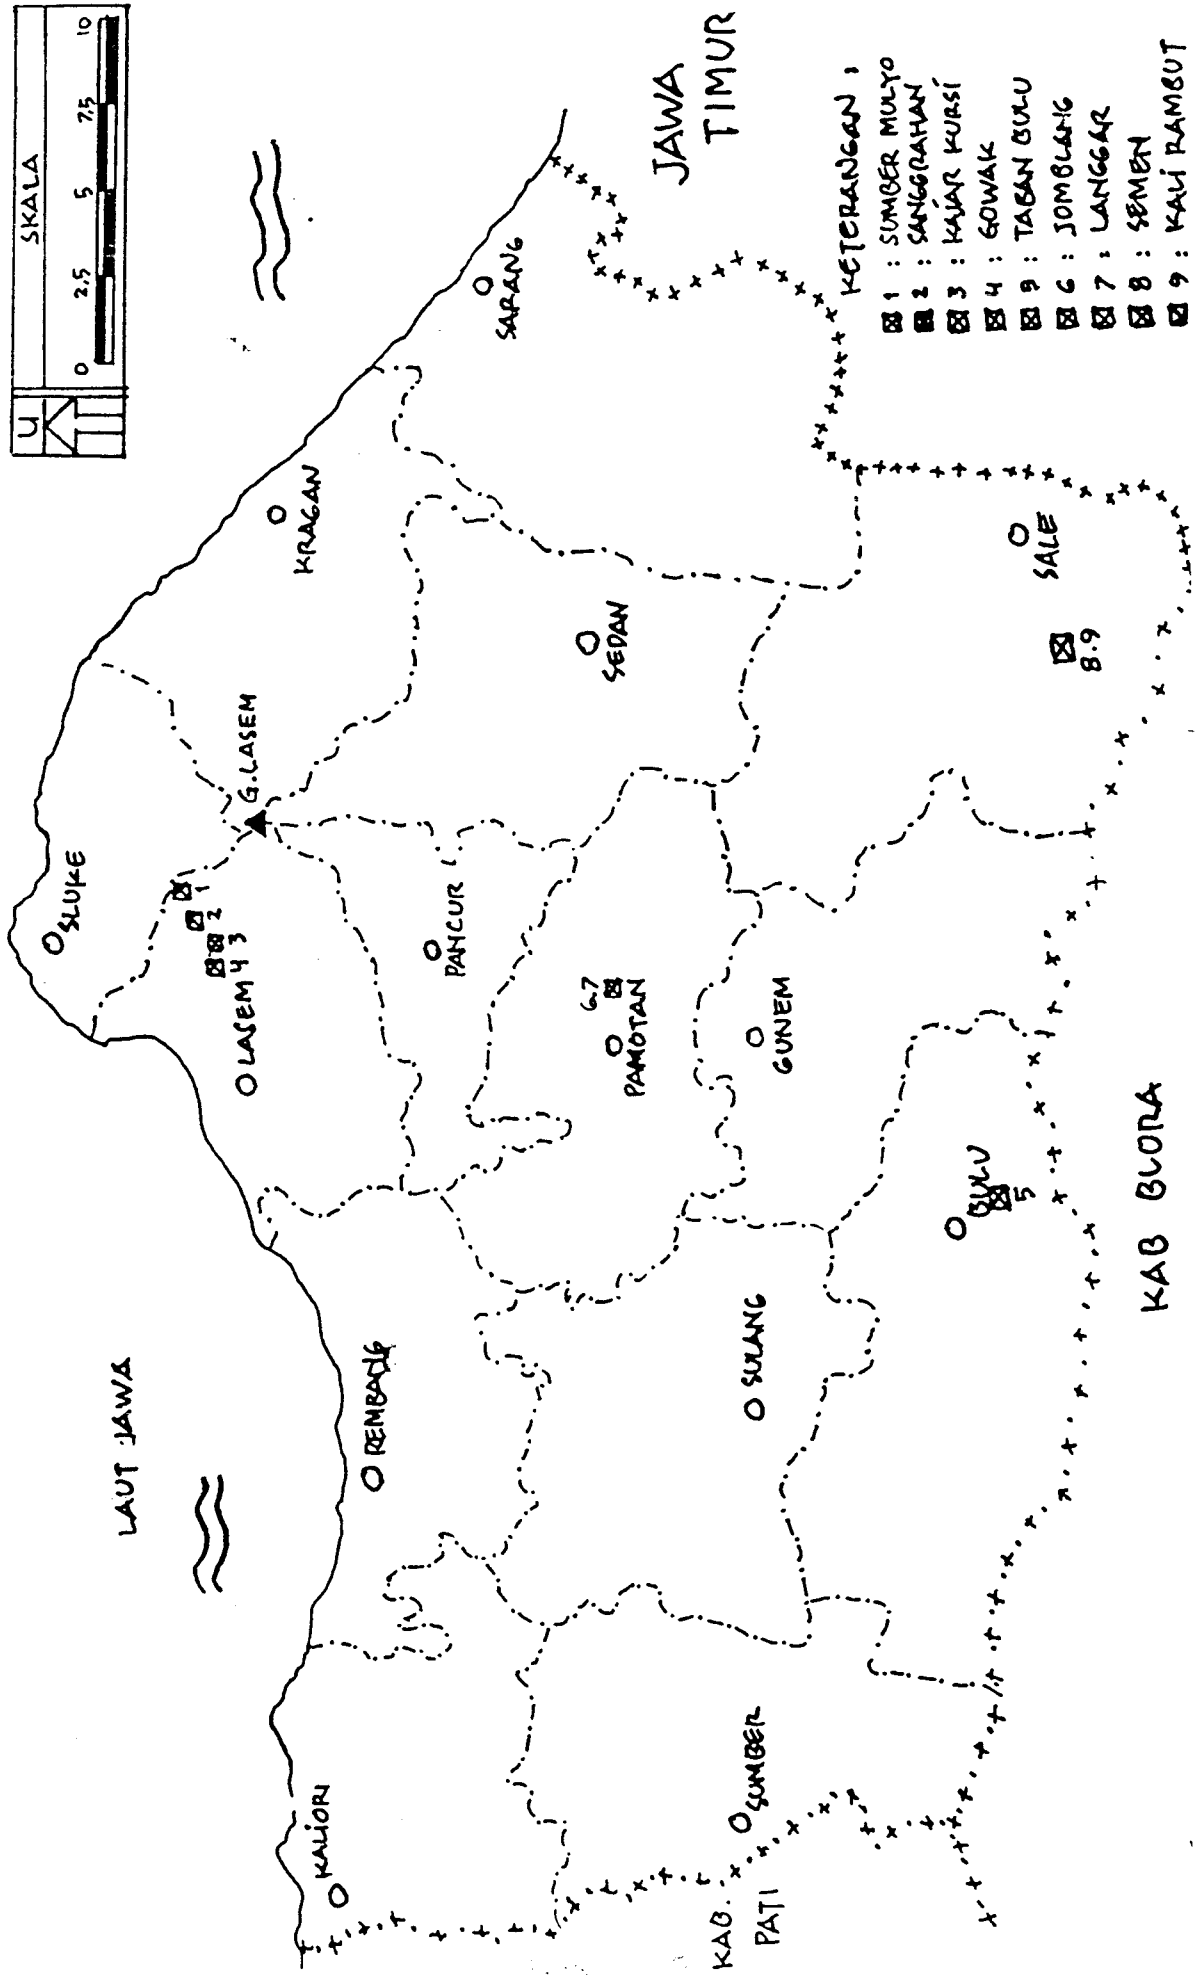 U
SKALA
0 2,5 5 7,5 10
LAUT JAWA
SLUKE
G. LASEM
1
2
4 3
LASEM
KRAGAN
SARANG
KALIORI
REMBANG
PANCUR
SEDAN
6.7
PAMOTAN
JAWA
TIMUR
KAB.
PATI
SUMBER
SULANG
GUNEM
BULU
5
SALE
8.9
KAB BLORA
KETERANGAN :
1 : SUMBER MULYO
2 : SANGGRAHAN
3 : KAJAR KURSI
4 : GOWAK
5 : TABAN BULU
6 : JOMBLANG
7 : LANGGAR
8 : SEMEN
9 : KALI RAMBUT